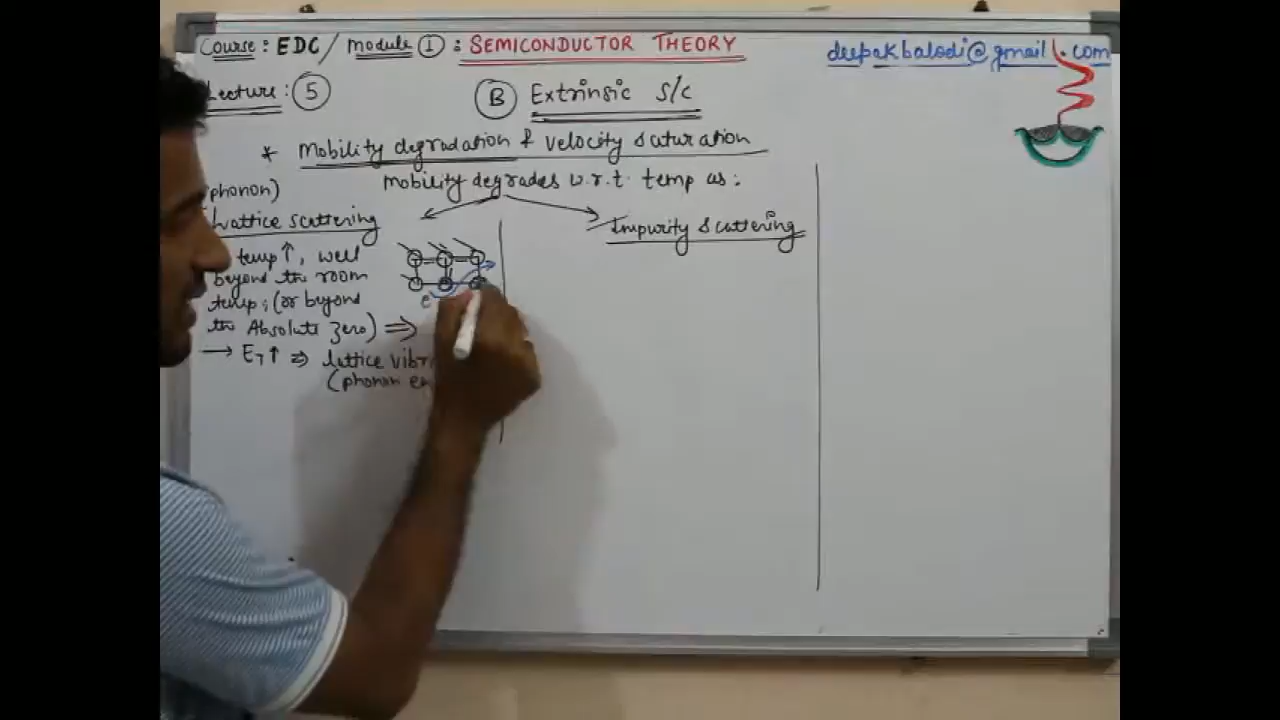 Course: EDC / Module ①: SEMICONDUCTOR THEORY
deepakbalodi@gmail.com
Lecture: ⑤
Ⓑ Extrinsic S/C
* Mobility degradation & velocity saturation
Mobility degrades w.r.t. temp as:
(phonon)
Lattice scattering
temp↑, well
beyond the room
temp; (or beyond
the Absolute zero) ⇒
→ E₇↑ ⇒ lattice
(phonon
e
Impurity scattering